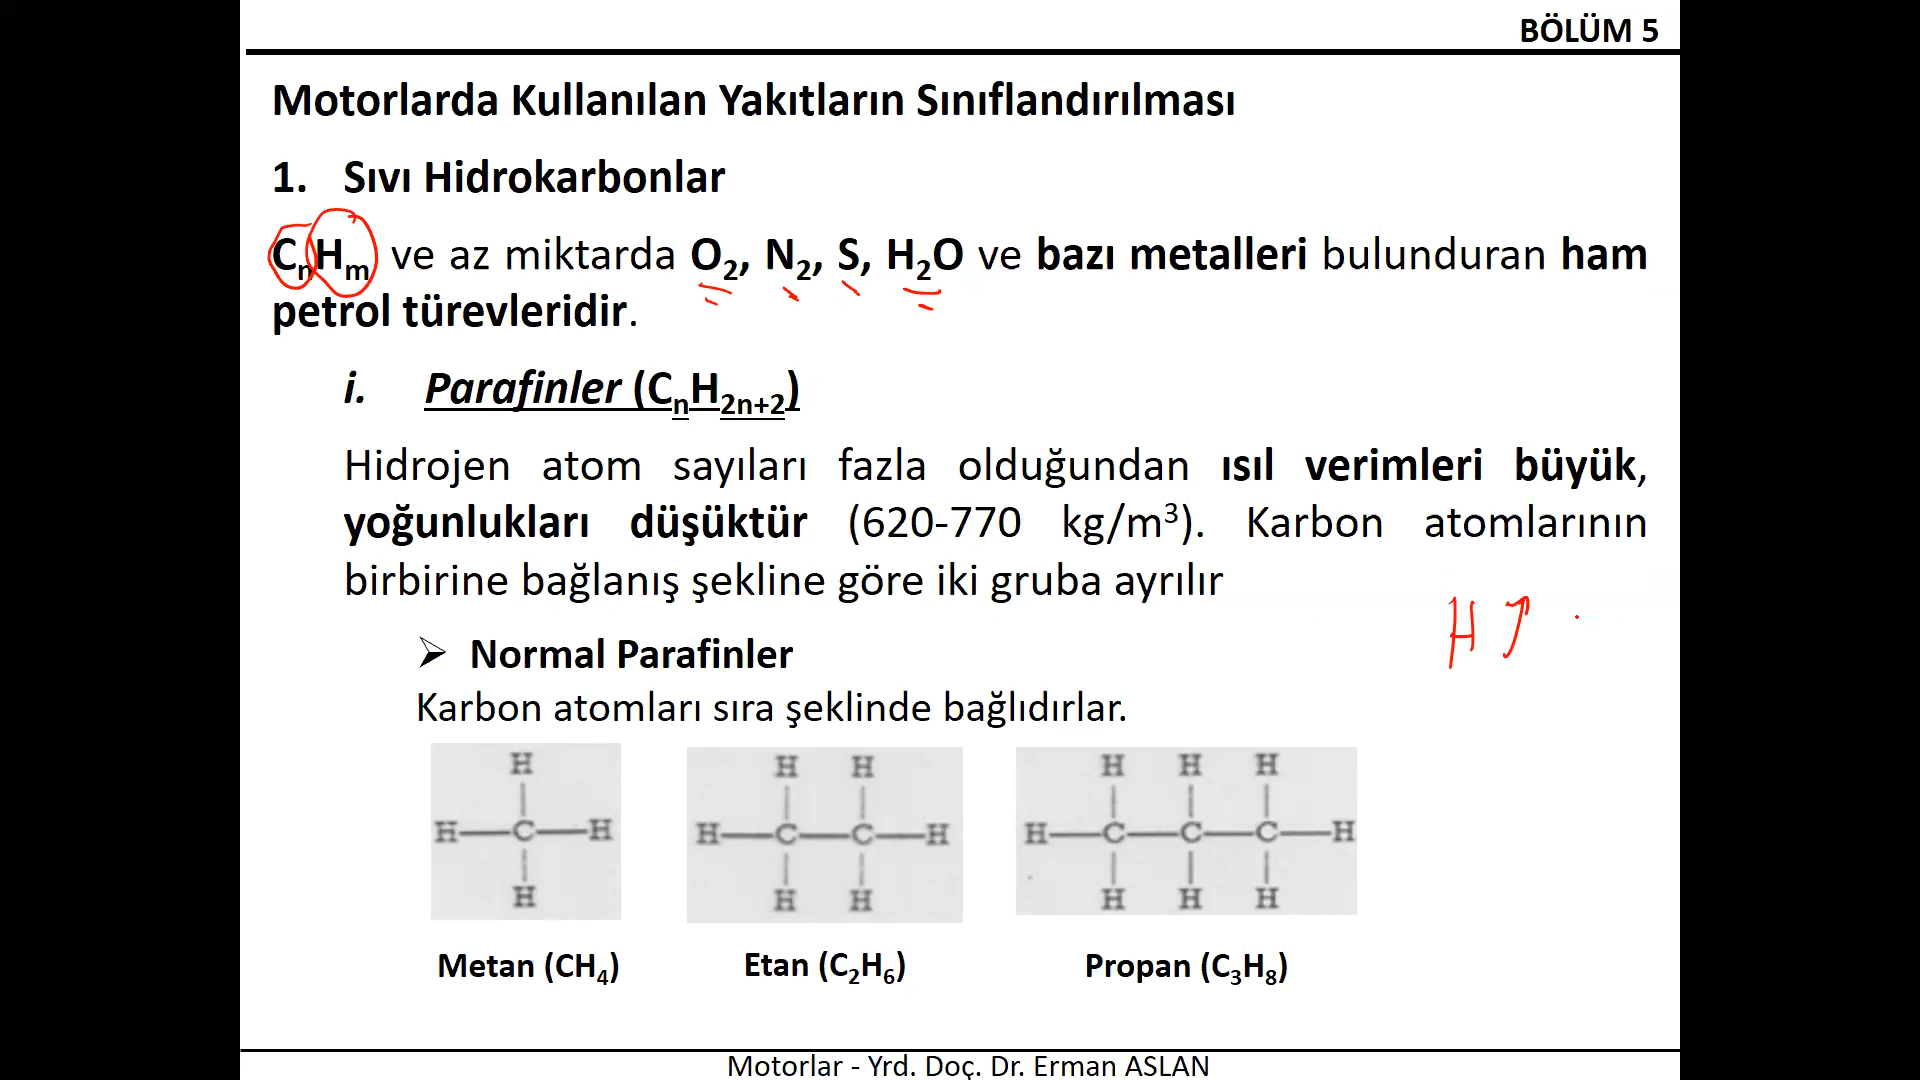 BÖLÜM 5
Motorlarda Kullanılan Yakıtların Sınıflandırılması
1. Sıvı Hidrokarbonlar
CₙHₘ ve az miktarda O₂, N₂, S, H₂O ve bazı metalleri bulunduran ham
petrol türevleridir.
i. Parafinler (CₙH₂ₙ₊₂)
Hidrojen atom sayıları fazla olduğundan ısıl verimleri büyük,
yoğunlukları düşüktür (620-770 kg/m³). Karbon atomlarının
birbirine bağlanış şekline göre iki gruba ayrılır
H ↑
➢ Normal Parafinler
Karbon atomları sıra şeklinde bağlıdırlar.
H H H H H H
H C H H C C H H C C C H
H H H H H H
Metan (CH₄) Etan (C₂H₆) Propan (C₃H₈)
Motorlar - Yrd. Doç. Dr. Erman ASLAN